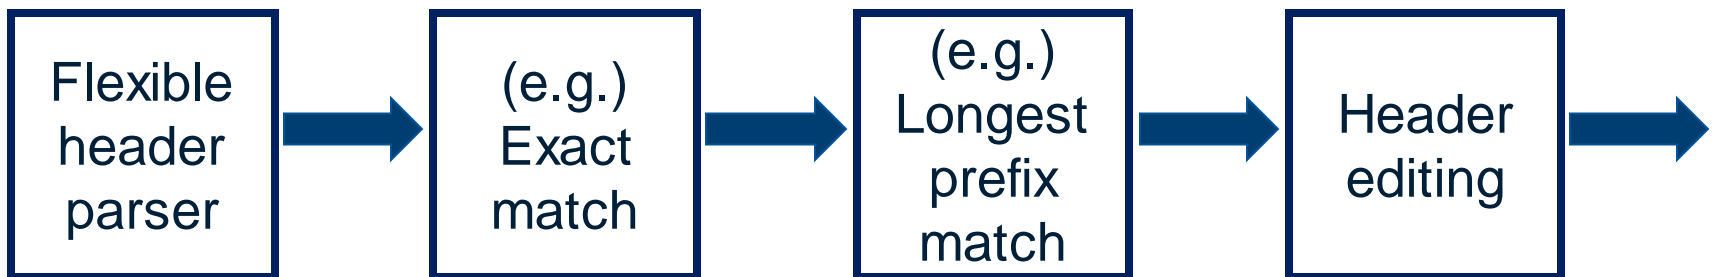 Flexible
header
parser
(e.g.)
Exact
match
(e.g.)
Longest
prefix
match
Header
editing